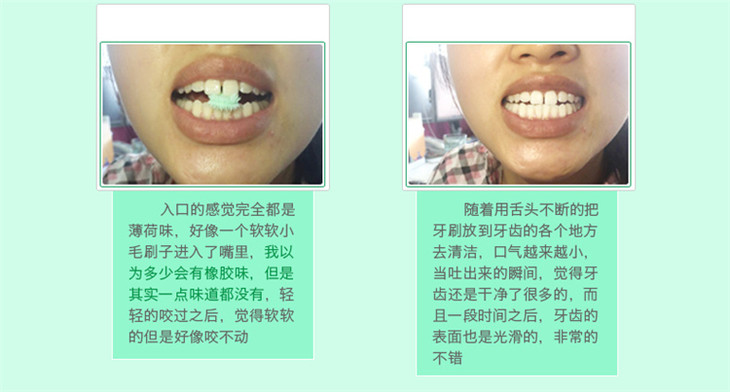 入口的感觉完全都是
薄荷味，好像一个软软小
毛刷子进入了嘴里，我以
为多少会有橡胶味，但是
其实一点味道都没有，轻
轻的咬过之后，觉得软软
的但是好像咬不动
随着用舌头不断的把
牙刷放到牙齿的各个地方
去清洁，口气越来越小，
当吐出来的瞬间，觉得牙
齿还是干净了很多的，而
且一段时间之后，牙齿的
表面也是光滑的，非常的
不错